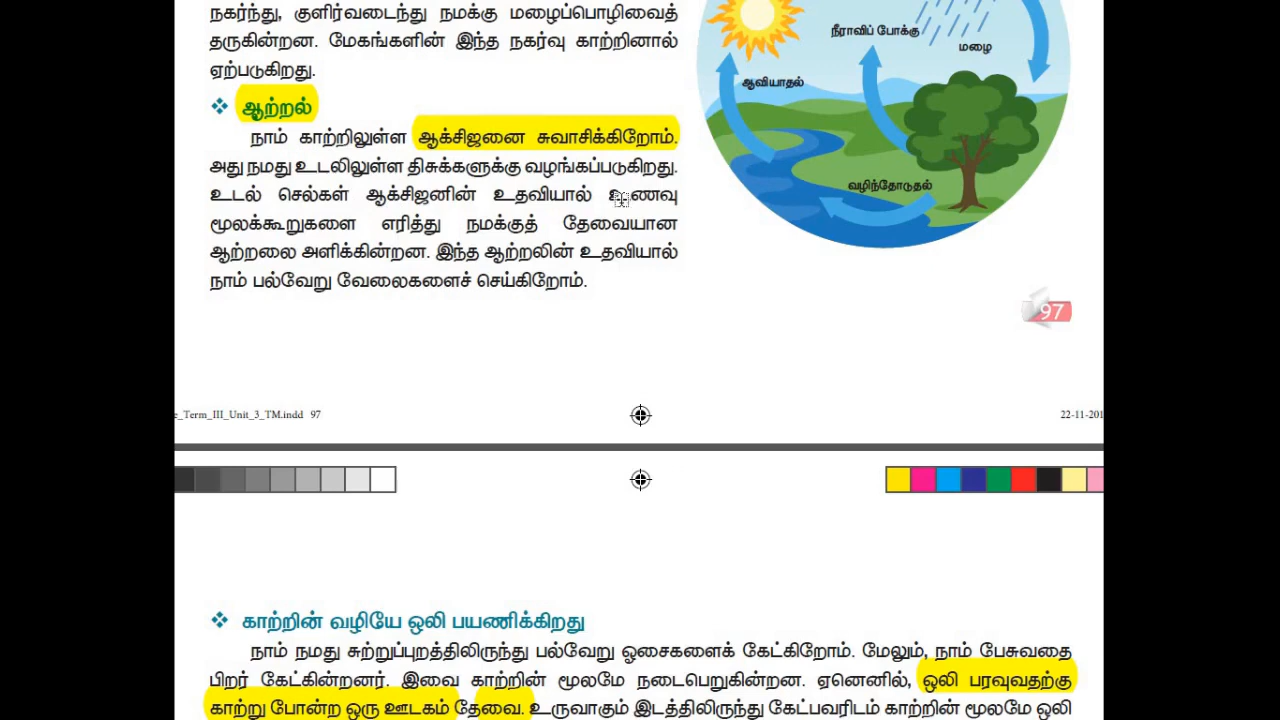 நகர்ந்து, குளிர்வடைந்து நமக்கு மழைப்பொழிவைத்
தருகின்றன. மேகங்களின் இந்த நகர்வு காற்றினால்
ஏற்படுகிறது.
❖ ஆற்றல்
நாம் காற்றிலுள்ள ஆக்சிஜனை சுவாசிக்கிறோம்.
அது நமது உடலிலுள்ள திசுக்களுக்கு வழங்கப்படுகிறது.
உடல் செல்கள் ஆக்சிஜனின் உதவியால் உணவு
மூலக்கூறுகளை எரித்து நமக்குத் தேவையான
ஆற்றலை அளிக்கின்றன. இந்த ஆற்றலின் உதவியால்
நாம் பல்வேறு வேலைகளைச் செய்கிறோம்.
நீராவிப் போக்கு
மழை
ஆவியாதல்
வழிந்தோடுதல்
97
e_Term_III_Unit_3_TM.indd 97
22-11-201
❖ காற்றின் வழியே ஒலி பயணிக்கிறது
நாம் நமது சுற்றுப்புறத்திலிருந்து பல்வேறு ஓசைகளைக் கேட்கிறோம். மேலும், நாம் பேசுவதை
பிறர் கேட்கின்றனர். இவை காற்றின் மூலமே நடைபெறுகின்றன. ஏனெனில், ஒலி பரவுவதற்கு
காற்று போன்ற ஒரு ஊடகம் தேவை. உருவாகும் இடத்திலிருந்து கேட்பவரிடம் காற்றின் மூலமே ஒலி